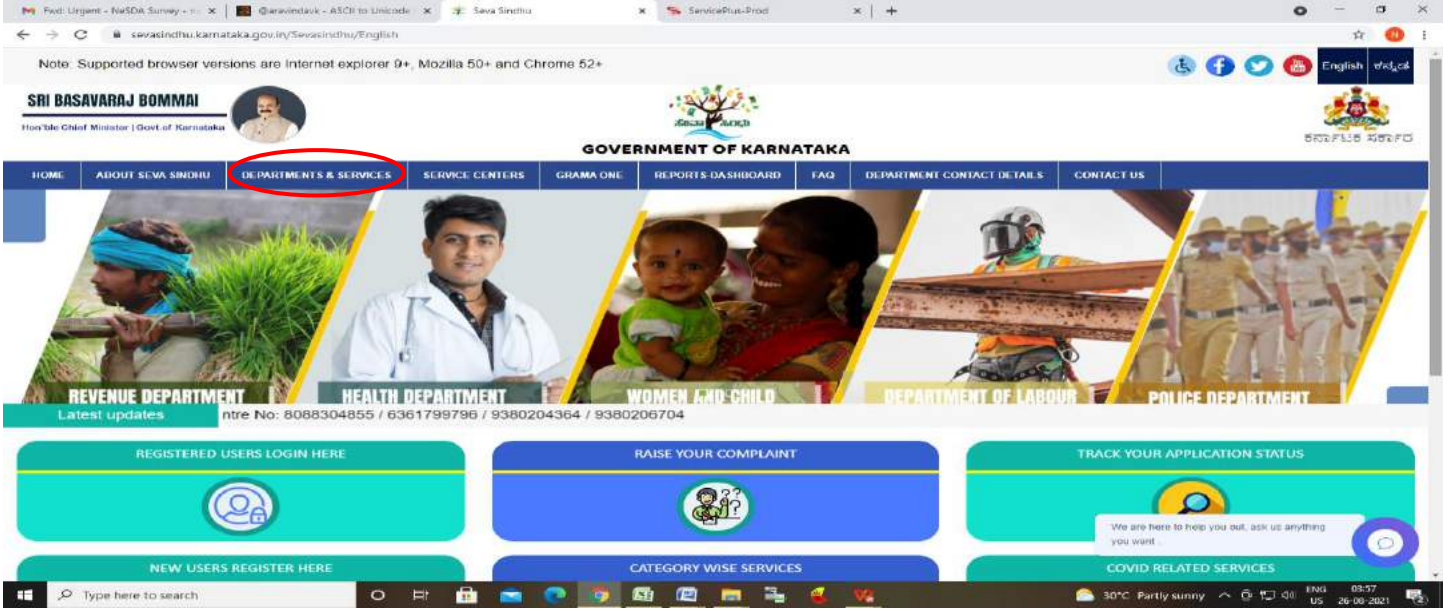 Fwd: Urgent - NeSDA Survey -
@aravindavk - ASCII to Unicode
Seva Sindhu
ServicePlus-Prod
sevasindhu.karnataka.gov.in/Sevasindhu/English
Note: Supported browser versions are Internet explorer 9+, Mozilla 50+ and Chrome 52+
English ಕನ್ನಡ
SRI BASAVARAJ BOMMAI
Hon'ble Chief Minister | Govt.of Karnataka
ಸೇವಾ ಸಿಂಧು
GOVERNMENT OF KARNATAKA
ಕರ್ನಾಟಕ ಸರ್ಕಾರ
HOME ABOUT SEVA SINDHU DEPARTMENTS & SERVICES SERVICE CENTERS GRAMA ONE REPORTS-DASHBOARD FAQ DEPARTMENT CONTACT DETAILS CONTACT US
REVENUE DEPARTMENT HEALTH DEPARTMENT WOMEN AND CHILD DEPARTMENT OF LABOUR POLICE DEPARTMENT
Latest updates ntre No: 8088304855 / 6361799796 / 9380204364 / 9380206704
REGISTERED USERS LOGIN HERE RAISE YOUR COMPLAINT TRACK YOUR APPLICATION STATUS
We are here to help you out, ask us anything
you want .
NEW USERS REGISTER HERE CATEGORY WISE SERVICES COVID RELATED SERVICES
Type here to search
30°C Partly sunny
ENG 03:57
US 26-08-2021